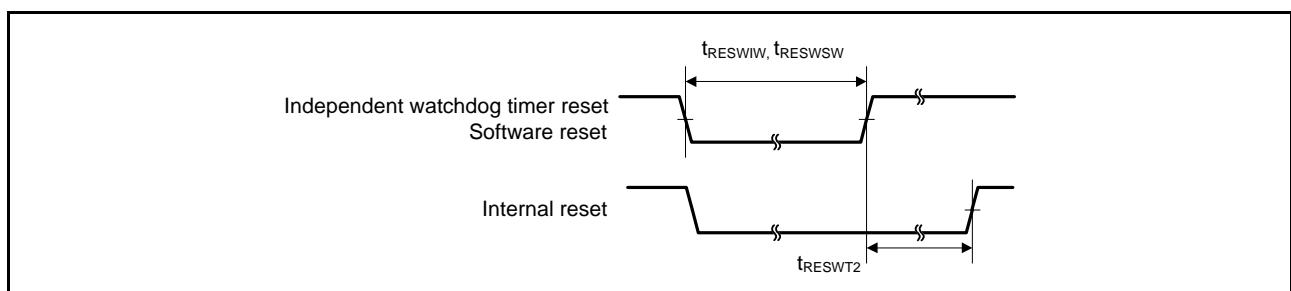 tRESWIW, tRESWSW
Independent watchdog timer reset
Software reset
Internal reset
tRESWT2